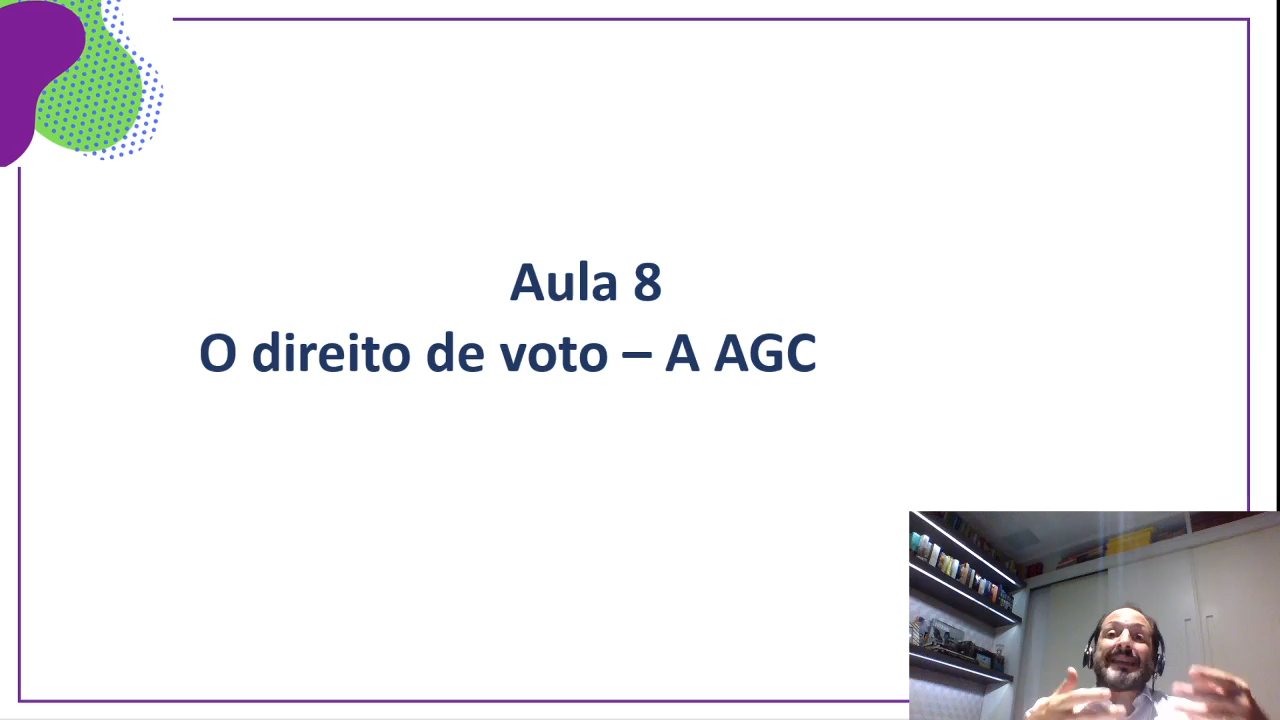 Aula 8
O direito de voto – A AGC